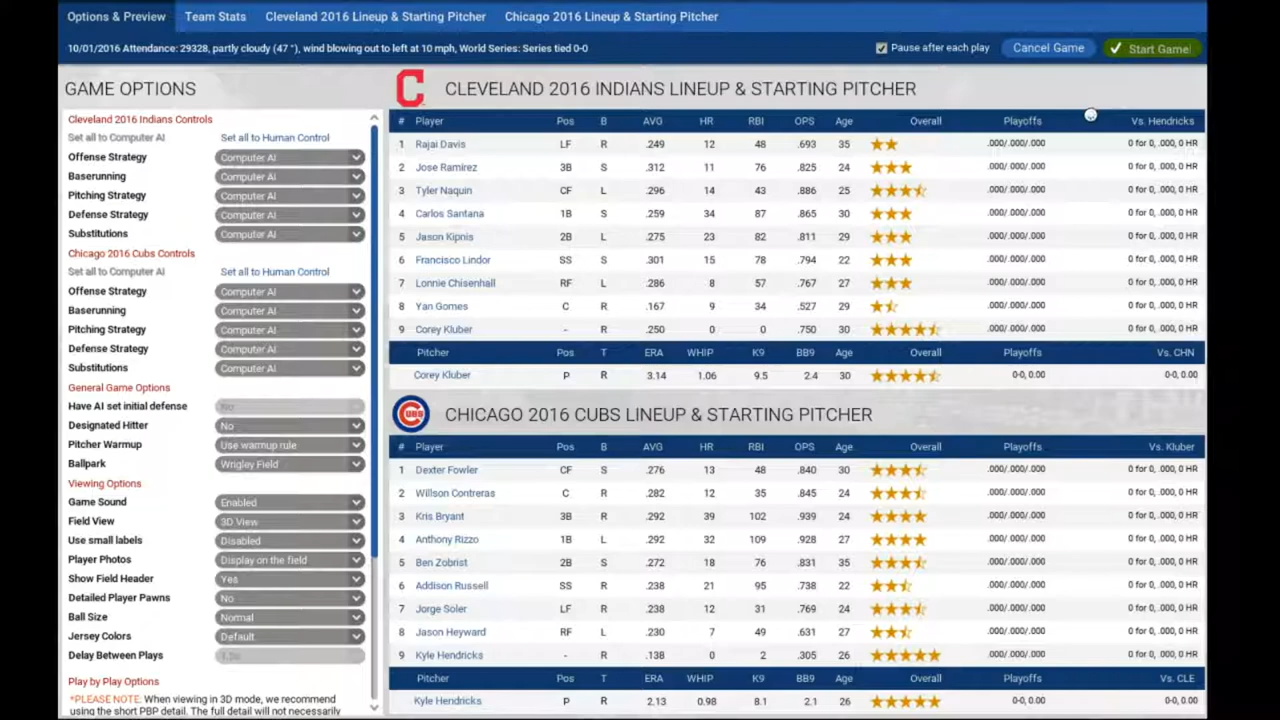 Options & Preview Team Stats Cleveland 2016 Lineup & Starting Pitcher Chicago 2016 Lineup & Starting Pitcher
10/01/2016 Attendance: 29328, partly cloudy (47 °), wind blowing out to left at 10 mph, World Series: Series tied 0-0 Pause after each play Cancel Game Start Game!
GAME OPTIONS
Cleveland 2016 Indians Controls
Set all to Computer AI Set all to Human Control
Offense Strategy Computer AI
Baserunning Computer AI
Pitching Strategy Computer AI
Defense Strategy Computer AI
Substitutions Computer AI
Chicago 2016 Cubs Controls
Set all to Computer AI Set all to Human Control
Offense Strategy Computer AI
Baserunning Computer AI
Pitching Strategy Computer AI
Defense Strategy Computer AI
Substitutions Computer AI
General Game Options
Have AI set initial defense No
Designated Hitter No
Pitcher Warmup Use warmup rule
Ballpark Wrigley Field
Viewing Options
Game Sound Enabled
Field View 3D View
Use small labels Disabled
Player Photos Display on the field
Show Field Header Yes
Detailed Player Pawns No
Ball Size Normal
Jersey Colors Default
Delay Between Plays
Play by Play Options
*PLEASE NOTE: When viewing in 3D mode, we recommend
using the short PBP detail. The full detail will not necessarily
C CLEVELAND 2016 INDIANS LINEUP & STARTING PITCHER
# Player Pos B AVG HR RBI OPS Age Overall Playoffs Vs. Hendricks
1 Rajai Davis LF R .249 12 48 .693 35 .000/.000/.000 0 for 0, .000, 0 HR
2 Jose Ramirez 3B S .312 11 76 .825 24 .000/.000/.000 0 for 0, .000, 0 HR
3 Tyler Naquin CF L .296 14 43 .886 25 .000/.000/.000 0 for 0, .000, 0 HR
4 Carlos Santana 1B S .259 34 87 .865 30 .000/.000/.000 0 for 0, .000, 0 HR
5 Jason Kipnis 2B L .275 23 82 .811 29 .000/.000/.000 0 for 0, .000, 0 HR
6 Francisco Lindor SS S .301 15 78 .794 22 .000/.000/.000 0 for 0, .000, 0 HR
7 Lonnie Chisenhall RF L .286 8 57 .767 27 .000/.000/.000 0 for 0, .000, 0 HR
8 Yan Gomes C R .167 9 34 .527 29 .000/.000/.000 0 for 0, .000, 0 HR
9 Corey Kluber - R .250 0 0 .750 30 .000/.000/.000 0 for 0, .000, 0 HR
Pitcher Pos T ERA WHIP K9 BB9 Age Overall Playoffs Vs. CHN
Corey Kluber P R 3.14 1.06 9.5 2.4 30 0-0, 0.00 0-0, 0.00
CUBS CHICAGO 2016 CUBS LINEUP & STARTING PITCHER
# Player Pos B AVG HR RBI OPS Age Overall Playoffs Vs. Kluber
1 Dexter Fowler CF S .276 13 48 .840 30 .000/.000/.000 0 for 0, .000, 0 HR
2 Willson Contreras C R .282 12 35 .845 24 .000/.000/.000 0 for 0, .000, 0 HR
3 Kris Bryant 3B R .292 39 102 .939 24 .000/.000/.000 0 for 0, .000, 0 HR
4 Anthony Rizzo 1B L .292 32 109 .928 27 .000/.000/.000 0 for 0, .000, 0 HR
5 Ben Zobrist 2B S .272 18 76 .831 35 .000/.000/.000 0 for 0, .000, 0 HR
6 Addison Russell SS R .238 21 95 .738 22 .000/.000/.000 0 for 0, .000, 0 HR
7 Jorge Soler LF R .238 12 31 .769 24 .000/.000/.000 0 for 0, .000, 0 HR
8 Jason Heyward RF L .230 7 49 .631 27 .000/.000/.000 0 for 0, .000, 0 HR
9 Kyle Hendricks - R .138 0 2 .305 26 .000/.000/.000 0 for 0, .000, 0 HR
Pitcher Pos T ERA WHIP K9 BB9 Age Overall Playoffs Vs. CLE
Kyle Hendricks P R 2.13 0.98 8.1 2.1 26 0-0, 0.00 0-0, 0.00